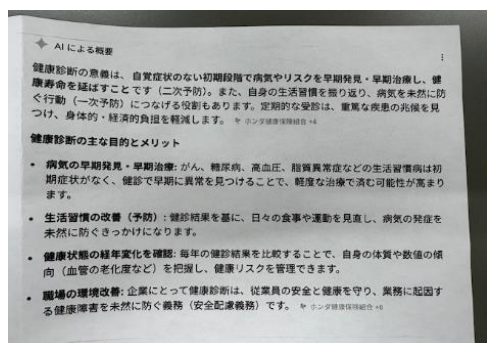 AI による概要
健康診断の意義は、自覚症状のない初期段階で病気やリスクを早期発見・早期治療し、健
康寿命を延ばすことです（二次予防）。また、自身の生活習慣を振り返り、病気を未然に防
ぐ行動（一次予防）につなげる役割もあります。定期的な受診は、重篤な疾患の兆候を見
つけ、身体的・経済的負担を軽減します。 ホンダ健康保険組合 +4
健康診断の主な目的とメリット
• 病気の早期発見・早期治療: がん、糖尿病、高血圧、脂質異常症などの生活習慣病は初
期症状がなく、健診で早期に異常を見つけることで、軽度な治療で済む可能性が高まり
ます。
• 生活習慣の改善（予防）: 健診結果を基に、日々の食事や運動を見直し、病気の発症を
未然に防ぐきっかけになります。
• 健康状態の経年変化を確認: 毎年の健診結果を比較することで、自身の体質や数値の傾
向（血管の老化度など）を把握し、健康リスクを管理できます。
• 職場の環境改善: 企業にとって健康診断は、従業員の安全と健康を守り、業務に起因す
る健康障害を未然に防ぐ義務（安全配慮義務）です。 ホンダ健康保険組合